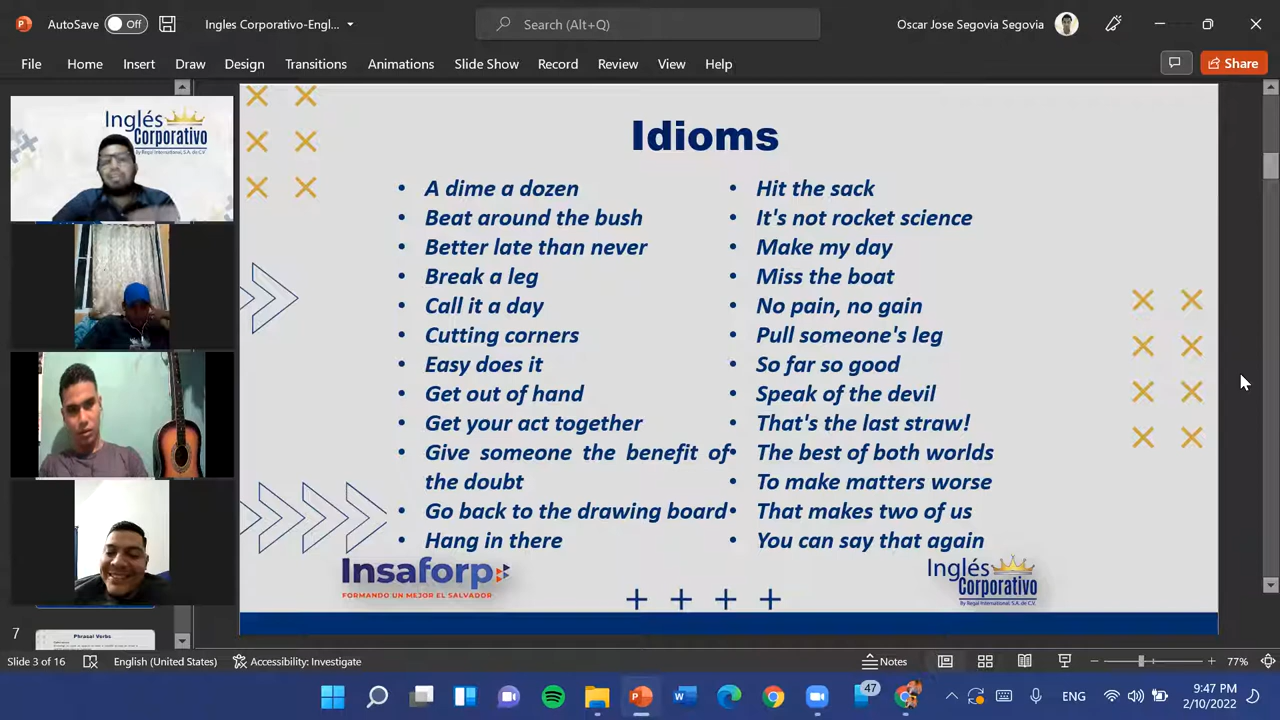 AutoSave Off Ingles Corporativo-Engl... Search (Alt+Q) Oscar Jose Segovia Segovia
File Home Insert Draw Design Transitions Animations Slide Show Record Review View Help Share
Inglés
Corporativo
By Regal International, S.A. de C.V.
Idioms
• A dime a dozen
• Beat around the bush
• Better late than never
• Break a leg
• Call it a day
• Cutting corners
• Easy does it
• Get out of hand
• Get your act together
• Give someone the benefit of
the doubt
• Go back to the drawing board
• Hang in there
• Hit the sack
• It's not rocket science
• Make my day
• Miss the boat
• No pain, no gain
• Pull someone's leg
• So far so good
• Speak of the devil
• That's the last straw!
• The best of both worlds
• To make matters worse
• That makes two of us
• You can say that again
Insaforp
FORMANDO UN MEJOR EL SALVADOR
Inglés
Corporativo
By Regal International, S.A. de C.V.
7
Phrasal Verbs
Slide 3 of 16 English (United States) Accessibility: Investigate Notes 77%
47 ENG 9:47 PM
2/10/2022